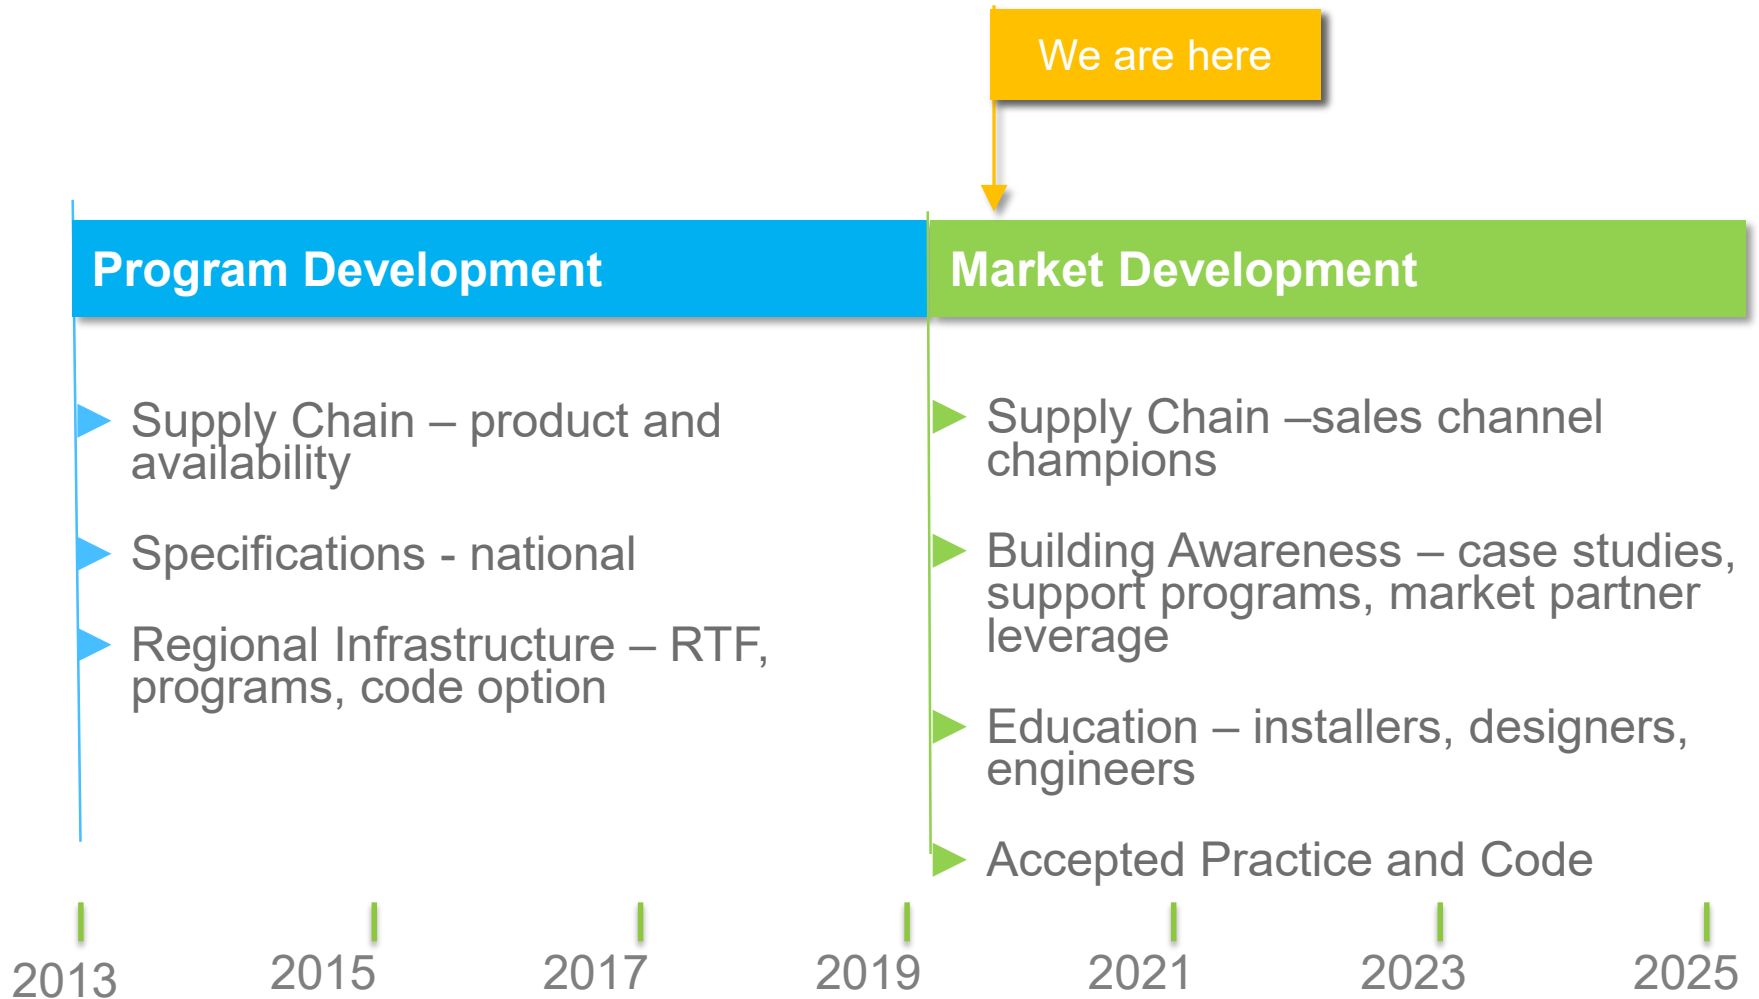 We are here
Program Development
Market Development
Supply Chain – product and
availability
Specifications - national
Regional Infrastructure – RTF,
programs, code option
Supply Chain –sales channel
champions
Building Awareness – case studies,
support programs, market partner
leverage
Education – installers, designers,
engineers
Accepted Practice and Code
2013
2015
2017
2019
2021
2023
2025